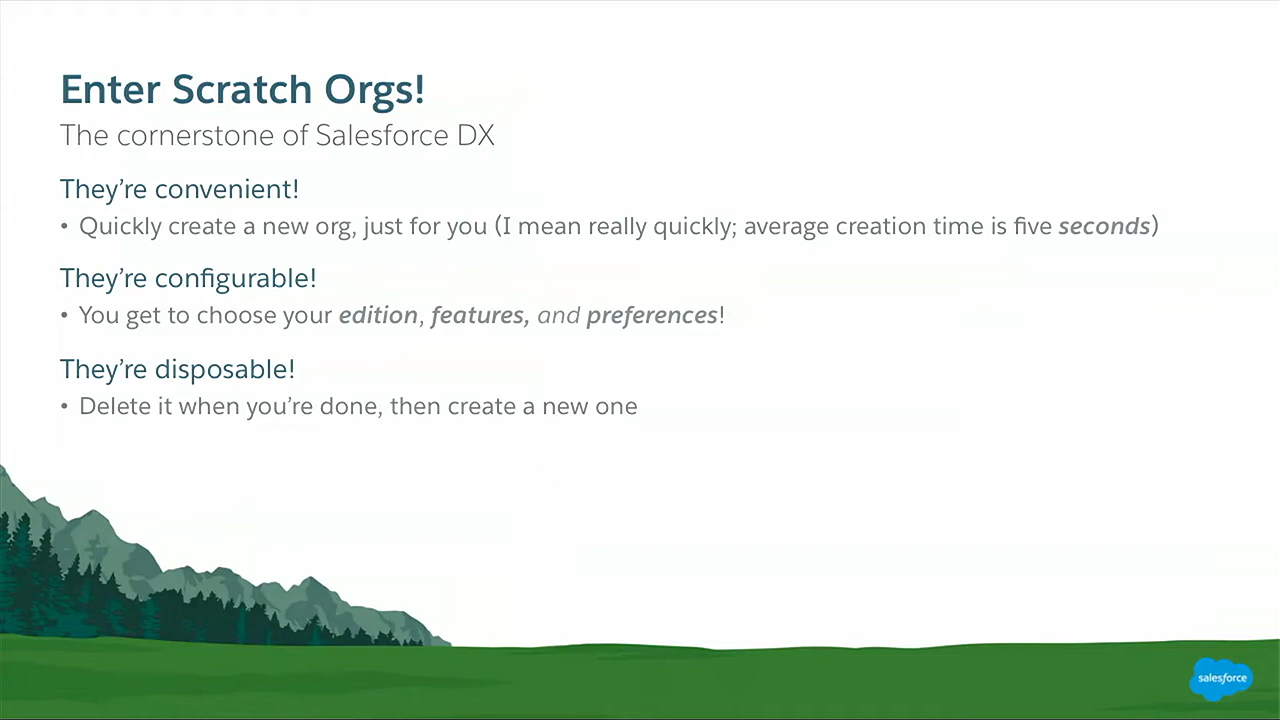 Enter Scratch Orgs!
The cornerstone of Salesforce DX
They’re convenient!
• Quickly create a new org, just for you (I mean really quickly; average creation time is five seconds)
They’re configurable!
• You get to choose your edition, features, and preferences!
They’re disposable!
• Delete it when you’re done, then create a new one
salesforce